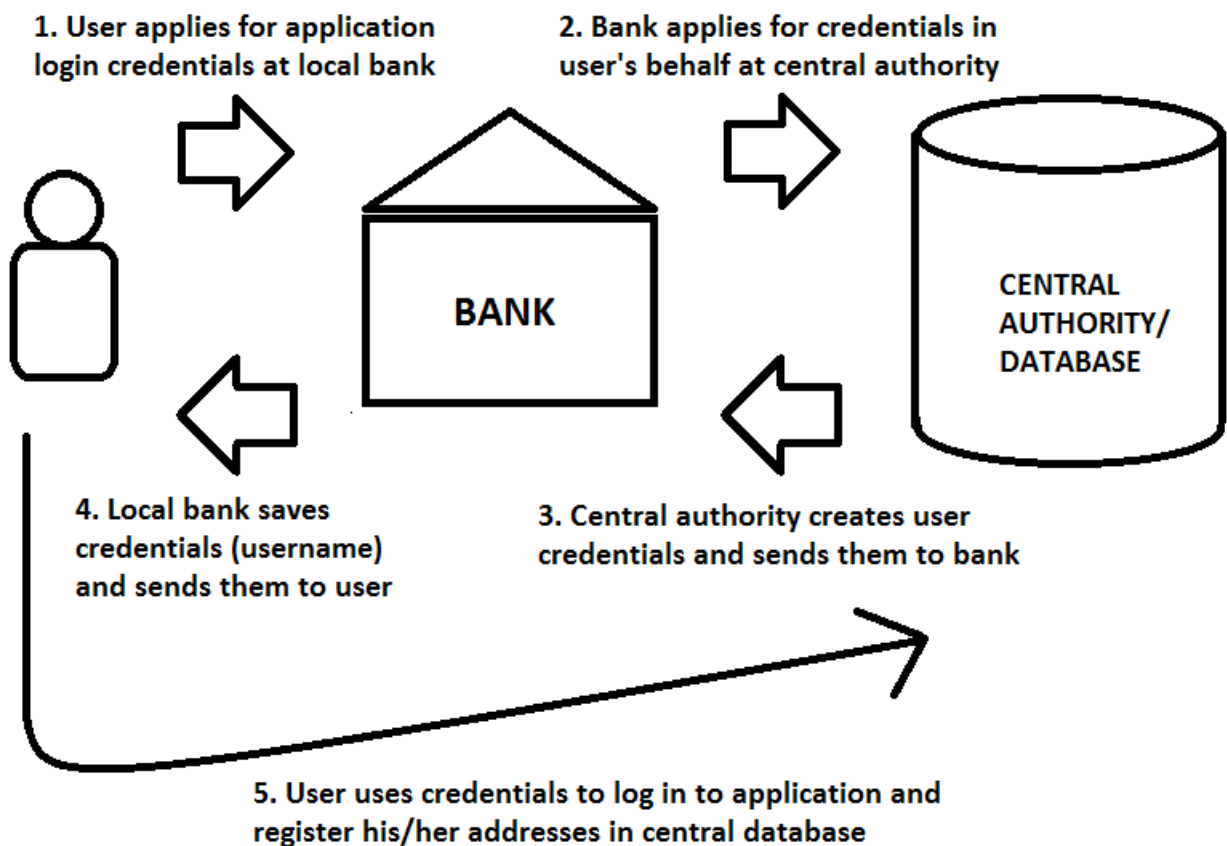 1. User applies for application
login credentials at local bank
2. Bank applies for credentials in
user's behalf at central authority
BANK
CENTRAL
AUTHORITY/
DATABASE
4. Local bank saves
credentials (username)
and sends them to user
3. Central authority creates user
credentials and sends them to bank
5. User uses credentials to log in to application and
register his/her addresses in central database